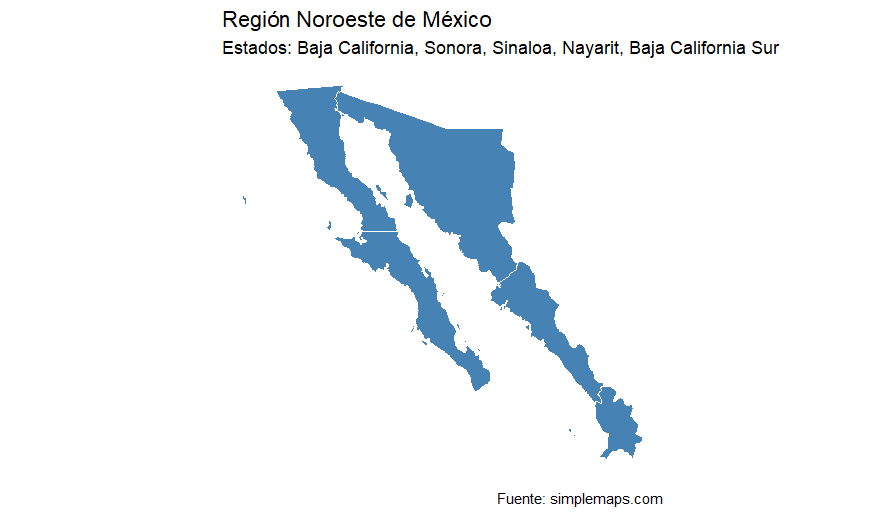 Región Noroeste de México
Estados: Baja California, Sonora, Sinaloa, Nayarit, Baja California Sur
Fuente: simplemaps.com